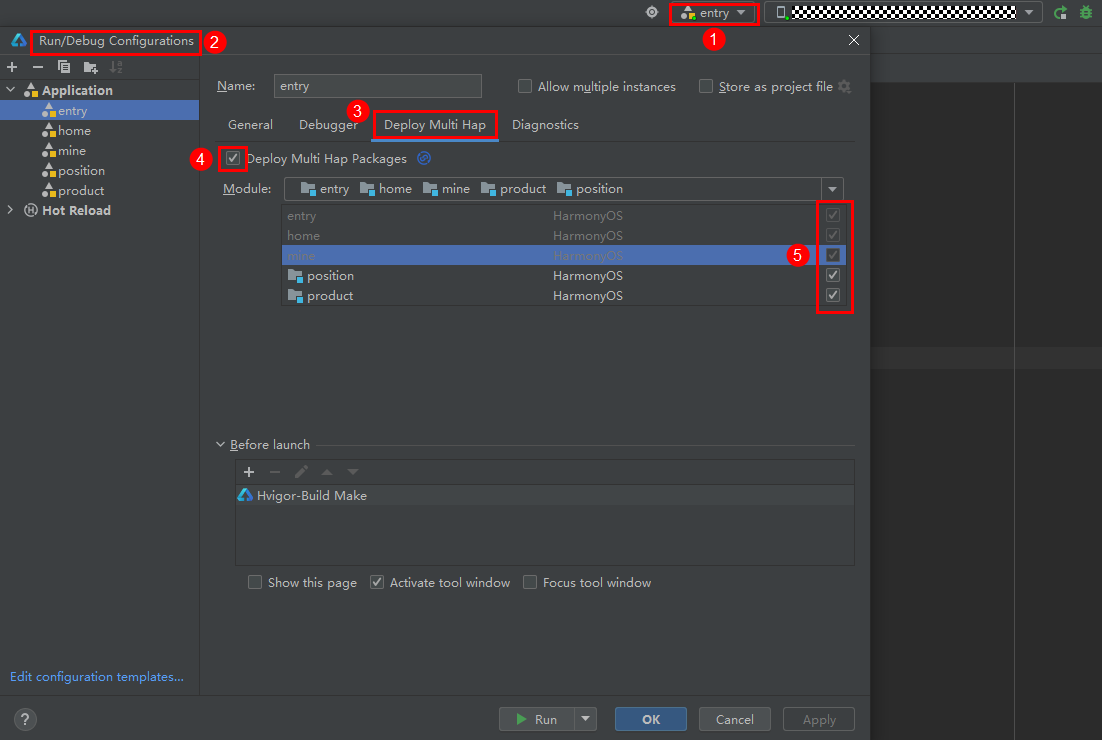 entry
1
Run/Debug Configurations
2
Application
entry
home
mine
position
product
Hot Reload
Name: entry
Allow multiple instances
Store as project file
3
General Debugger Deploy Multi Hap Diagnostics
4
Deploy Multi Hap Packages
Module: entry home mine product position
entry HarmonyOS
home HarmonyOS
mine HarmonyOS
5
position HarmonyOS
product HarmonyOS
Before launch
Hvigor-Build Make
Show this page Activate tool window Focus tool window
Edit configuration templates...
? Run OK Cancel Apply